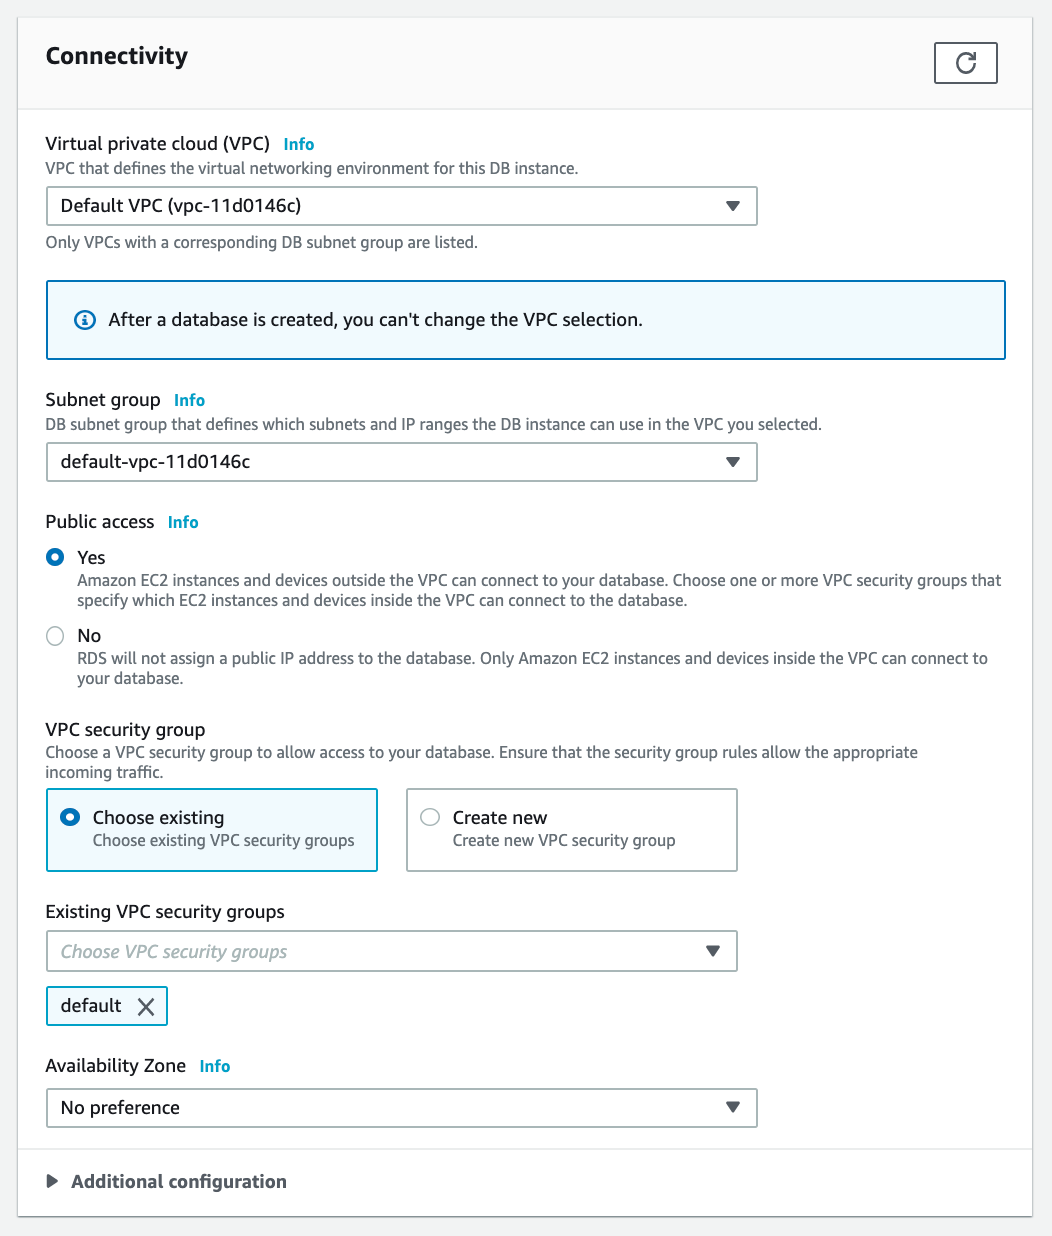 Connectivity
Virtual private cloud (VPC) Info
VPC that defines the virtual networking environment for this DB instance.
Default VPC (vpc-11d0146c)
Only VPCs with a corresponding DB subnet group are listed.
After a database is created, you can't change the VPC selection.
Subnet group Info
DB subnet group that defines which subnets and IP ranges the DB instance can use in the VPC you selected.
default-vpc-11d0146c
Public access Info
Yes
Amazon EC2 instances and devices outside the VPC can connect to your database. Choose one or more VPC security groups that
specify which EC2 instances and devices inside the VPC can connect to the database.
No
RDS will not assign a public IP address to the database. Only Amazon EC2 instances and devices inside the VPC can connect to
your database.
VPC security group
Choose a VPC security group to allow access to your database. Ensure that the security group rules allow the appropriate
incoming traffic.
Choose existing
Choose existing VPC security groups
Create new
Create new VPC security group
Existing VPC security groups
Choose VPC security groups
default
Availability Zone Info
No preference
Additional configuration